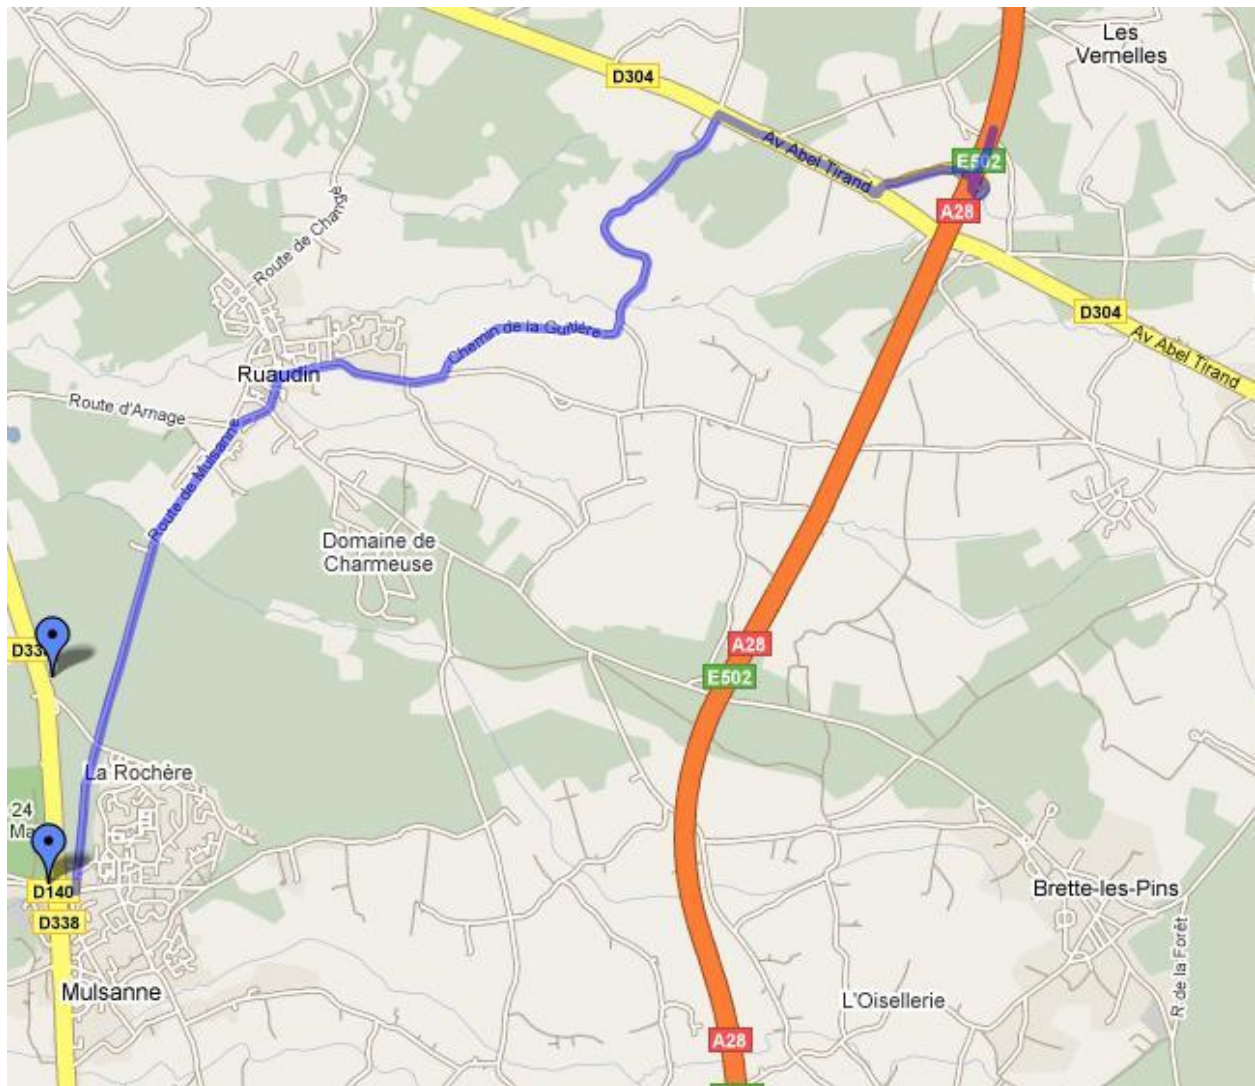 Les
Vernelles
D304
Av Abel Tirand
E502
A28
Route de Changé
D304
Av Abel Tirand
Chemin de la
Ruaudin
Route d'Arnage
Route de Mulsanne
Domaine de
Charmeuse
A28
E502
La Rochère
24
D140
D338
Brette-les-Pins
Mulsanne
L'Oisellerie
R de la Forêt
A28